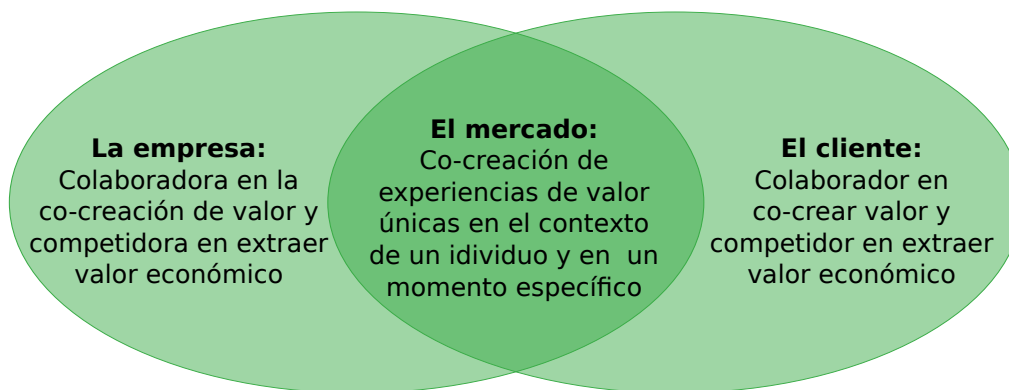 La empresa:
Colaboradora en la
co-creación de valor y
competidora en extraer
valor económico
El mercado:
Co-creación de
experiencias de valor
únicas en el contexto
de un idividuo y en  un
momento específico
El cliente:
Colaborador en
co-crear valor y
competidor en extraer
valor económico